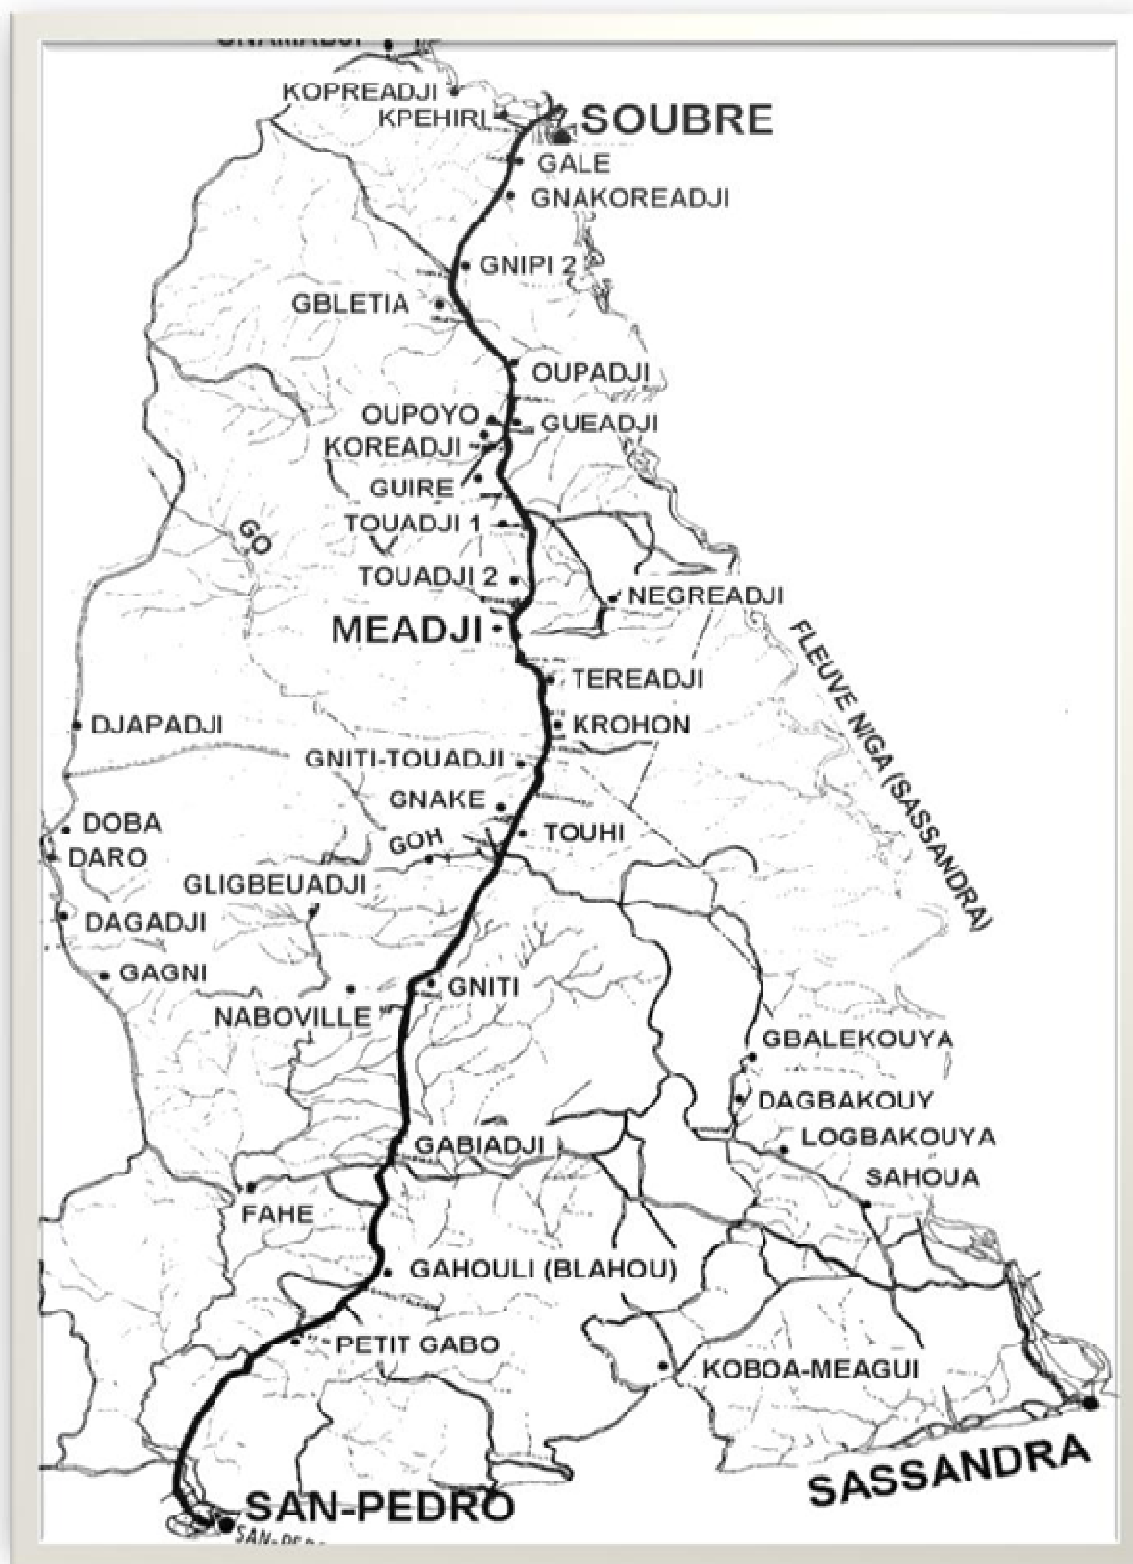 GNAMADJI
KOPREADJI
KPEHIRI
SOUBRE
GALE
GNAKOREADJI
GNIPI 2
GBLETIA
OUPADJI
OUPOYO
GUEADJI
KOREADJI
GUIRE
TOUADJI 1
GO
TOUADJI 2
NEGREADJI
MEADJI
FLEUVE NIGA (SASSANDRA)
TEREADJI
DJAPADJI
KROHON
GNITI-TOUADJI
GNAKE
DOBA
TOUHI
GOH
DARO
GLIGBEUADJI
DAGADJI
GAGNI
GNITI
NABOVILLE
GBALEKOUYA
DAGBAKOUY
LOGBAKOUYA
GABIADJI
SAHOUA
FAHE
GAHOULI (BLAHOU)
PETIT GABO
KOBOA-MEAGUI
SASSANDRA
SAN-PEDRO